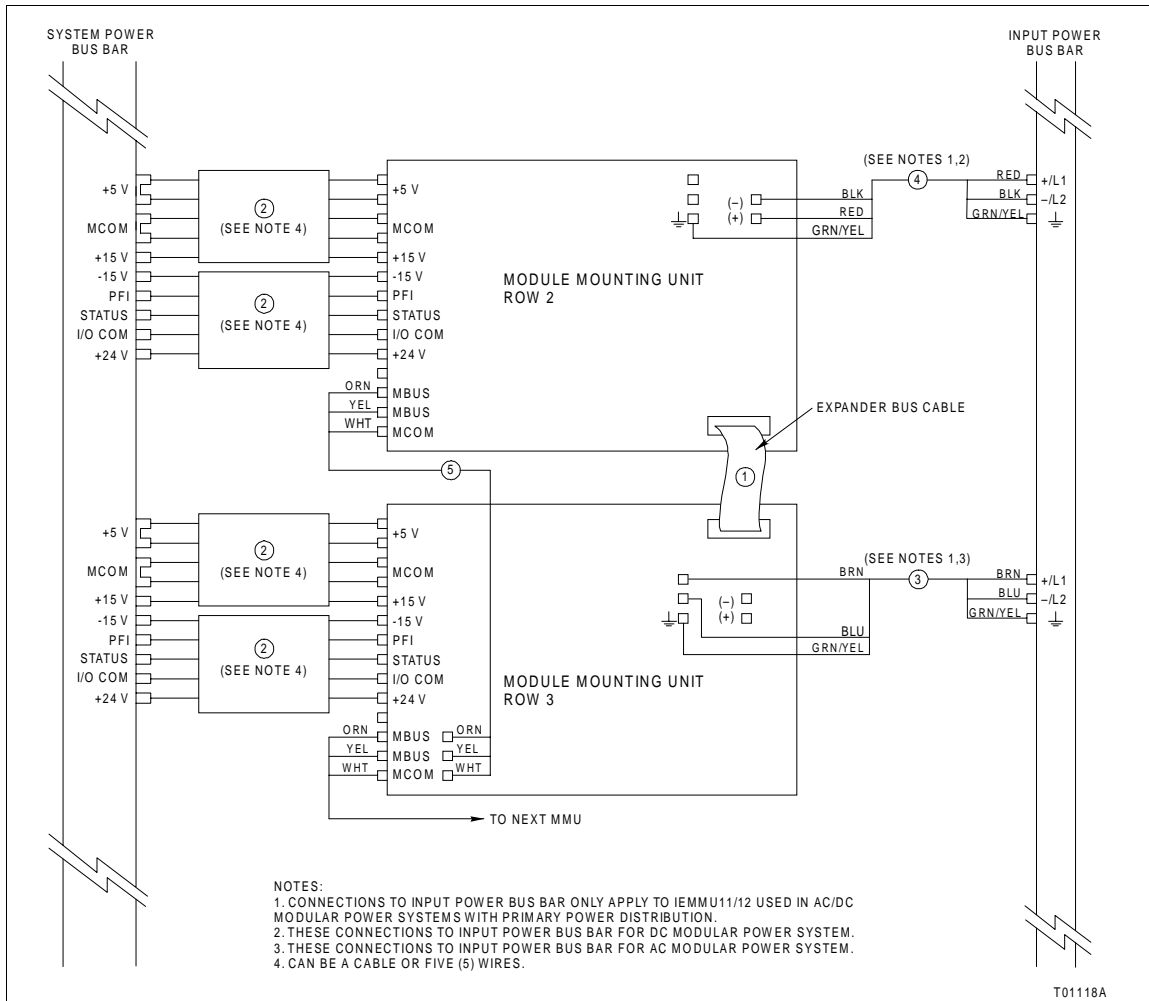 SYSTEM POWER
BUS BAR
INPUT POWER
BUS BAR
+5 V
MCOM
+15 V
-15 V
PFI
STATUS
I/O COM
+24 V
2
(SEE NOTE 4)
2
(SEE NOTE 4)
+5 V
MCOM
+15 V
-15 V
PFI
STATUS
I/O COM
+24 V
ORN
MBUS
YEL
MBUS
WHT
MCOM
MODULE MOUNTING UNIT
ROW 2
(–)
(+)
BLK
RED
GRN/YEL
(SEE NOTES 1,2)
4
RED
+/L1
BLK
–/L2
GRN/YEL
EXPANDER BUS CABLE
1
5
+5 V
MCOM
+15 V
-15 V
PFI
STATUS
I/O COM
+24 V
2
(SEE NOTE 4)
2
(SEE NOTE 4)
+5 V
MCOM
+15 V
-15 V
PFI
STATUS
I/O COM
+24 V
ORN
MBUS
ORN
YEL
MBUS
YEL
WHT
MCOM
WHT
MODULE MOUNTING UNIT
ROW 3
(–)
(+)
BRN
BLU
GRN/YEL
(SEE NOTES 1,3)
3
BRN
+/L1
BLU
–/L2
GRN/YEL
TO NEXT MMU
NOTES:
1. CONNECTIONS TO INPUT POWER BUS BAR ONLY APPLY TO IEMMU11/12 USED IN AC/DC
MODULAR POWER SYSTEMS WITH PRIMARY POWER DISTRIBUTION.
2. THESE CONNECTIONS TO INPUT POWER BUS BAR FOR DC MODULAR POWER SYSTEM.
3. THESE CONNECTIONS TO INPUT POWER BUS BAR FOR AC MODULAR POWER SYSTEM.
4. CAN BE A CABLE OR FIVE (5) WIRES.
T01118A